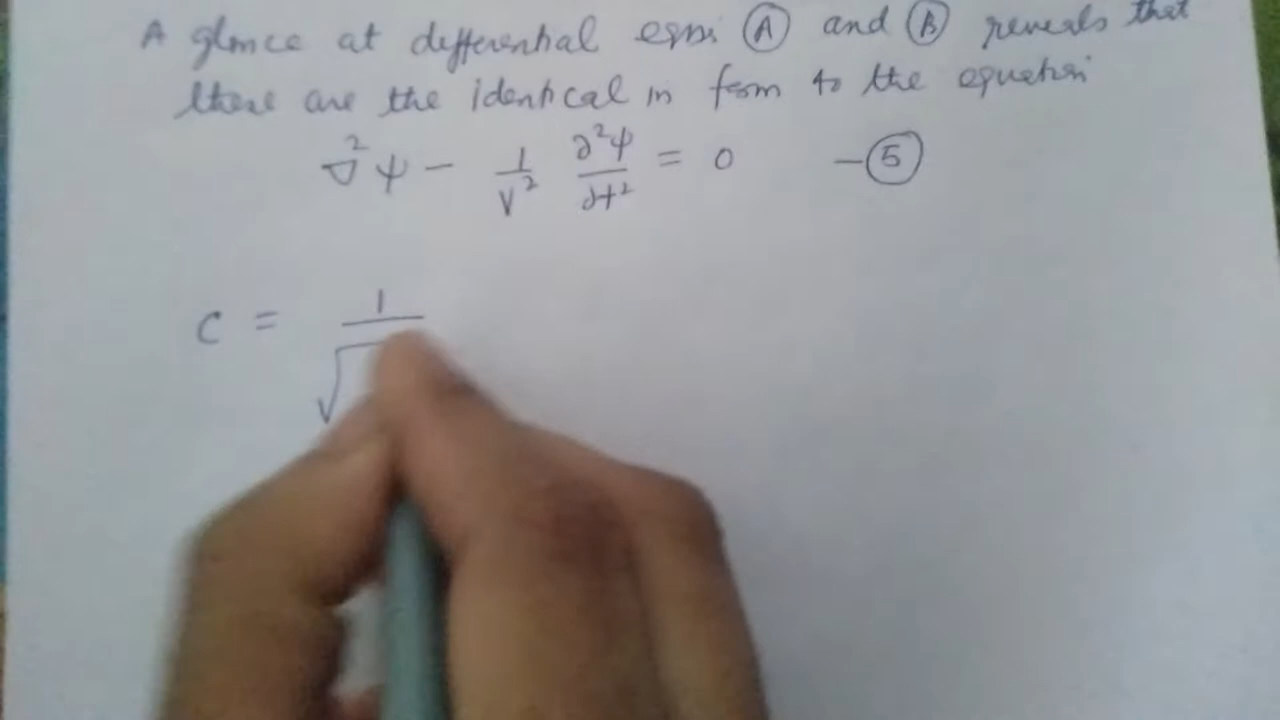 A glance at differential eqns (A) and (B) reveals that
there are the identical in form to the equation
∇²ψ - 1/v² ∂²ψ/∂t² = 0 - (5)
c = 1/√